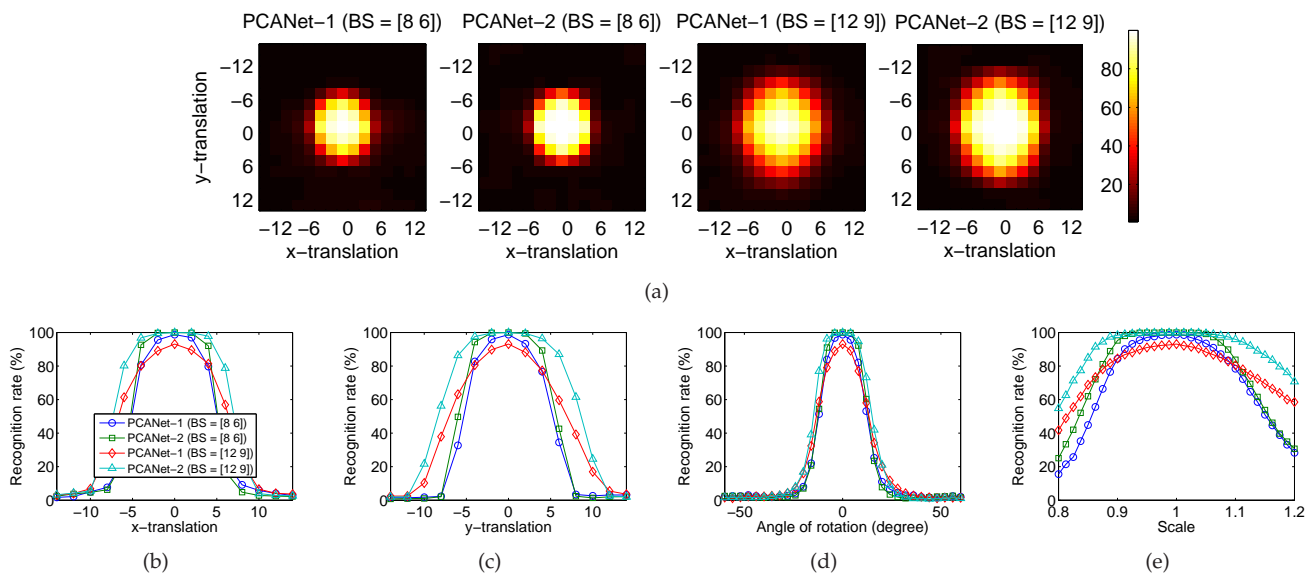 PCANet−1 (BS = [8 6])
PCANet−2 (BS = [8 6])
PCANet−1 (BS = [12 9])
PCANet−2 (BS = [12 9])
y−translation
−12
−6
0
6
12
−12 −6 0 6 12
x−translation
−12
−6
0
6
12
−12 −6 0 6 12
x−translation
−12
−6
0
6
12
−12 −6 0 6 12
x−translation
−12
−6
0
6
12
−12 −6 0 6 12
x−translation
80
60
40
20
(a)
Recognition rate (%)
100
80
60
40
20
0
−10 −5 0 5 10
x−translation
PCANet−1 (BS = [8 6])
PCANet−2 (BS = [8 6])
PCANet−1 (BS = [12 9])
PCANet−2 (BS = [12 9])
(b)
Recognition rate (%)
100
80
60
40
20
0
−10 −5 0 5 10
y−translation
(c)
Recognition rate (%)
100
80
60
40
20
0
−50 0 50
Angle of rotation (degree)
(d)
Recognition rate (%)
100
80
60
40
20
0
0.8 0.9 1 1.1 1.2
Scale
(e)